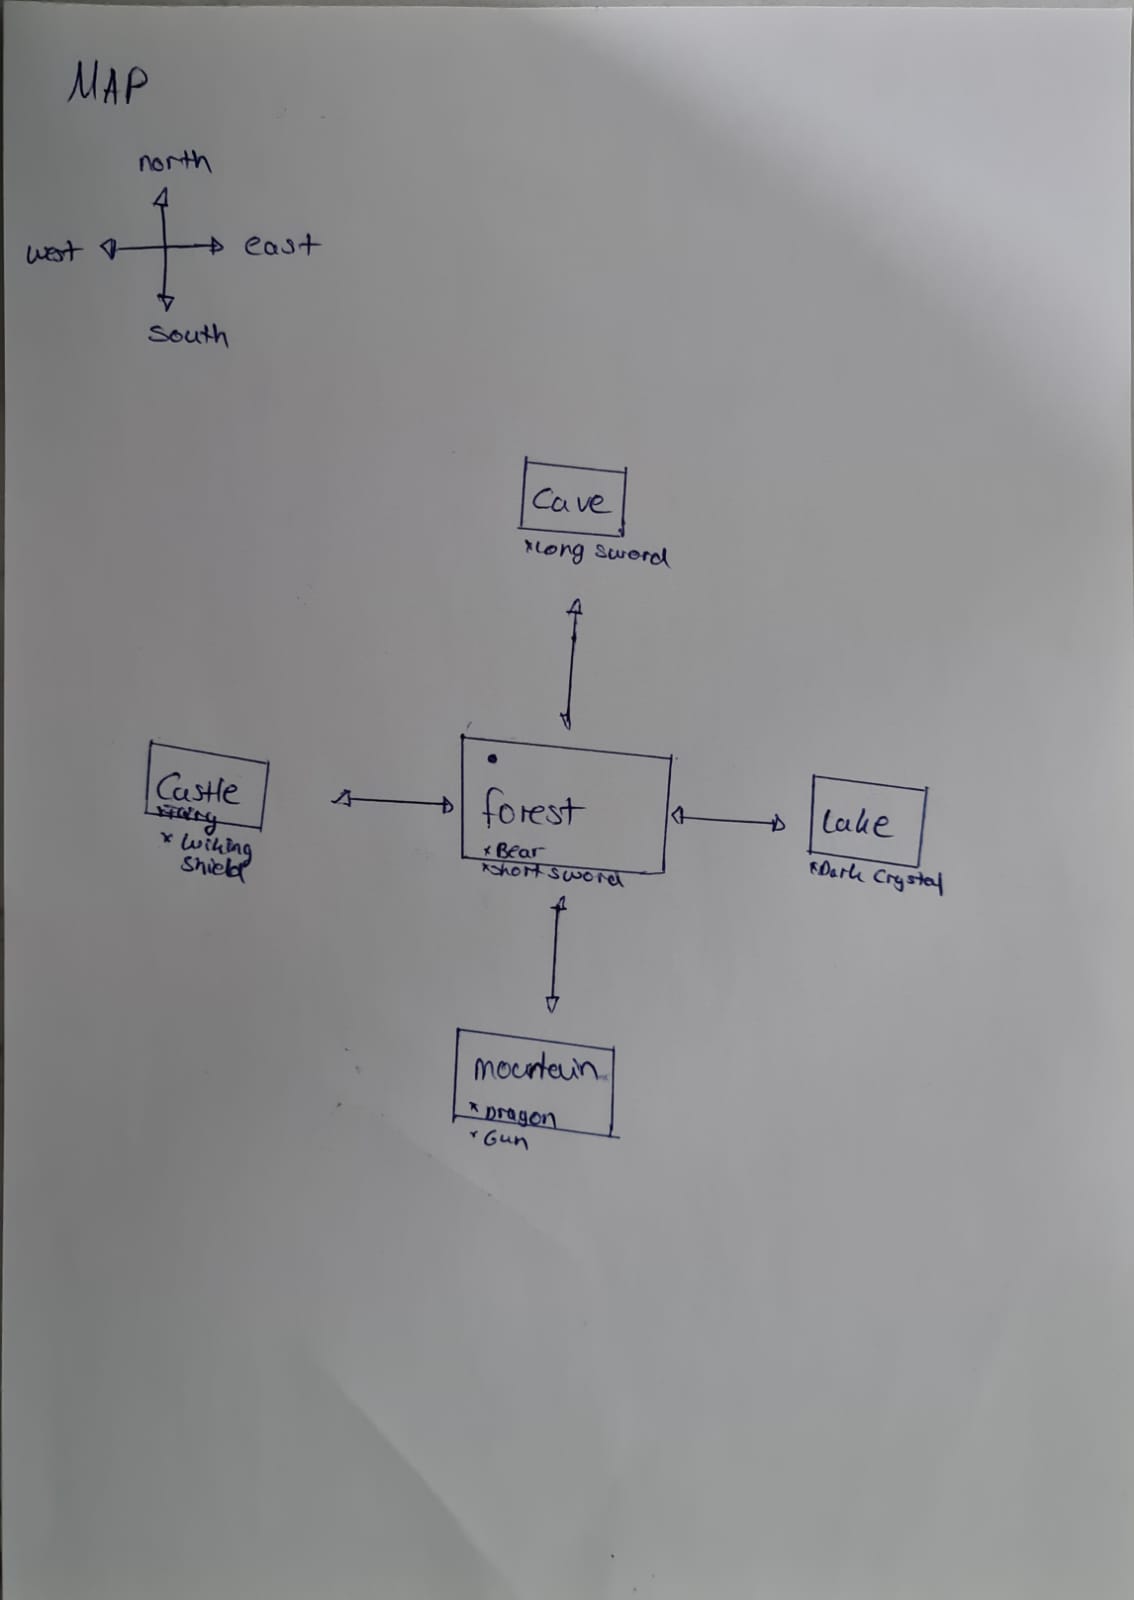 MAP
north
west east
south
Cave
*Long sword
Castle
* Wiking
shield
forest
* Bear
*short sword
Lake
*Dark Crystal
mountain
* Dragon
* Gun